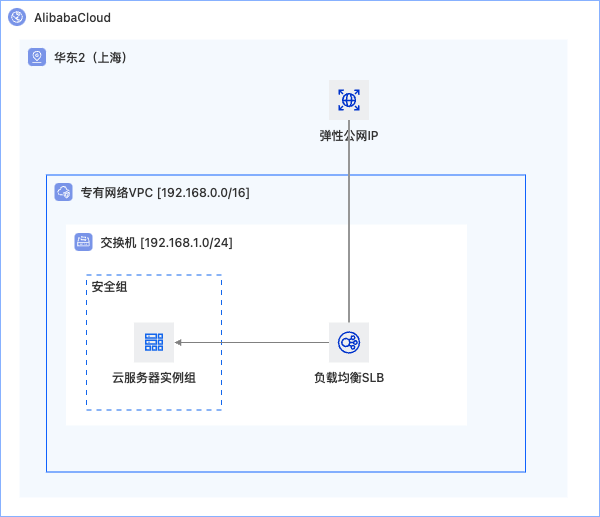 AlibabaCloud
华东2（上海）
弹性公网IP
专有网络VPC [192.168.0.0/16]
交换机 [192.168.1.0/24]
安全组
云服务器实例组
负载均衡SLB